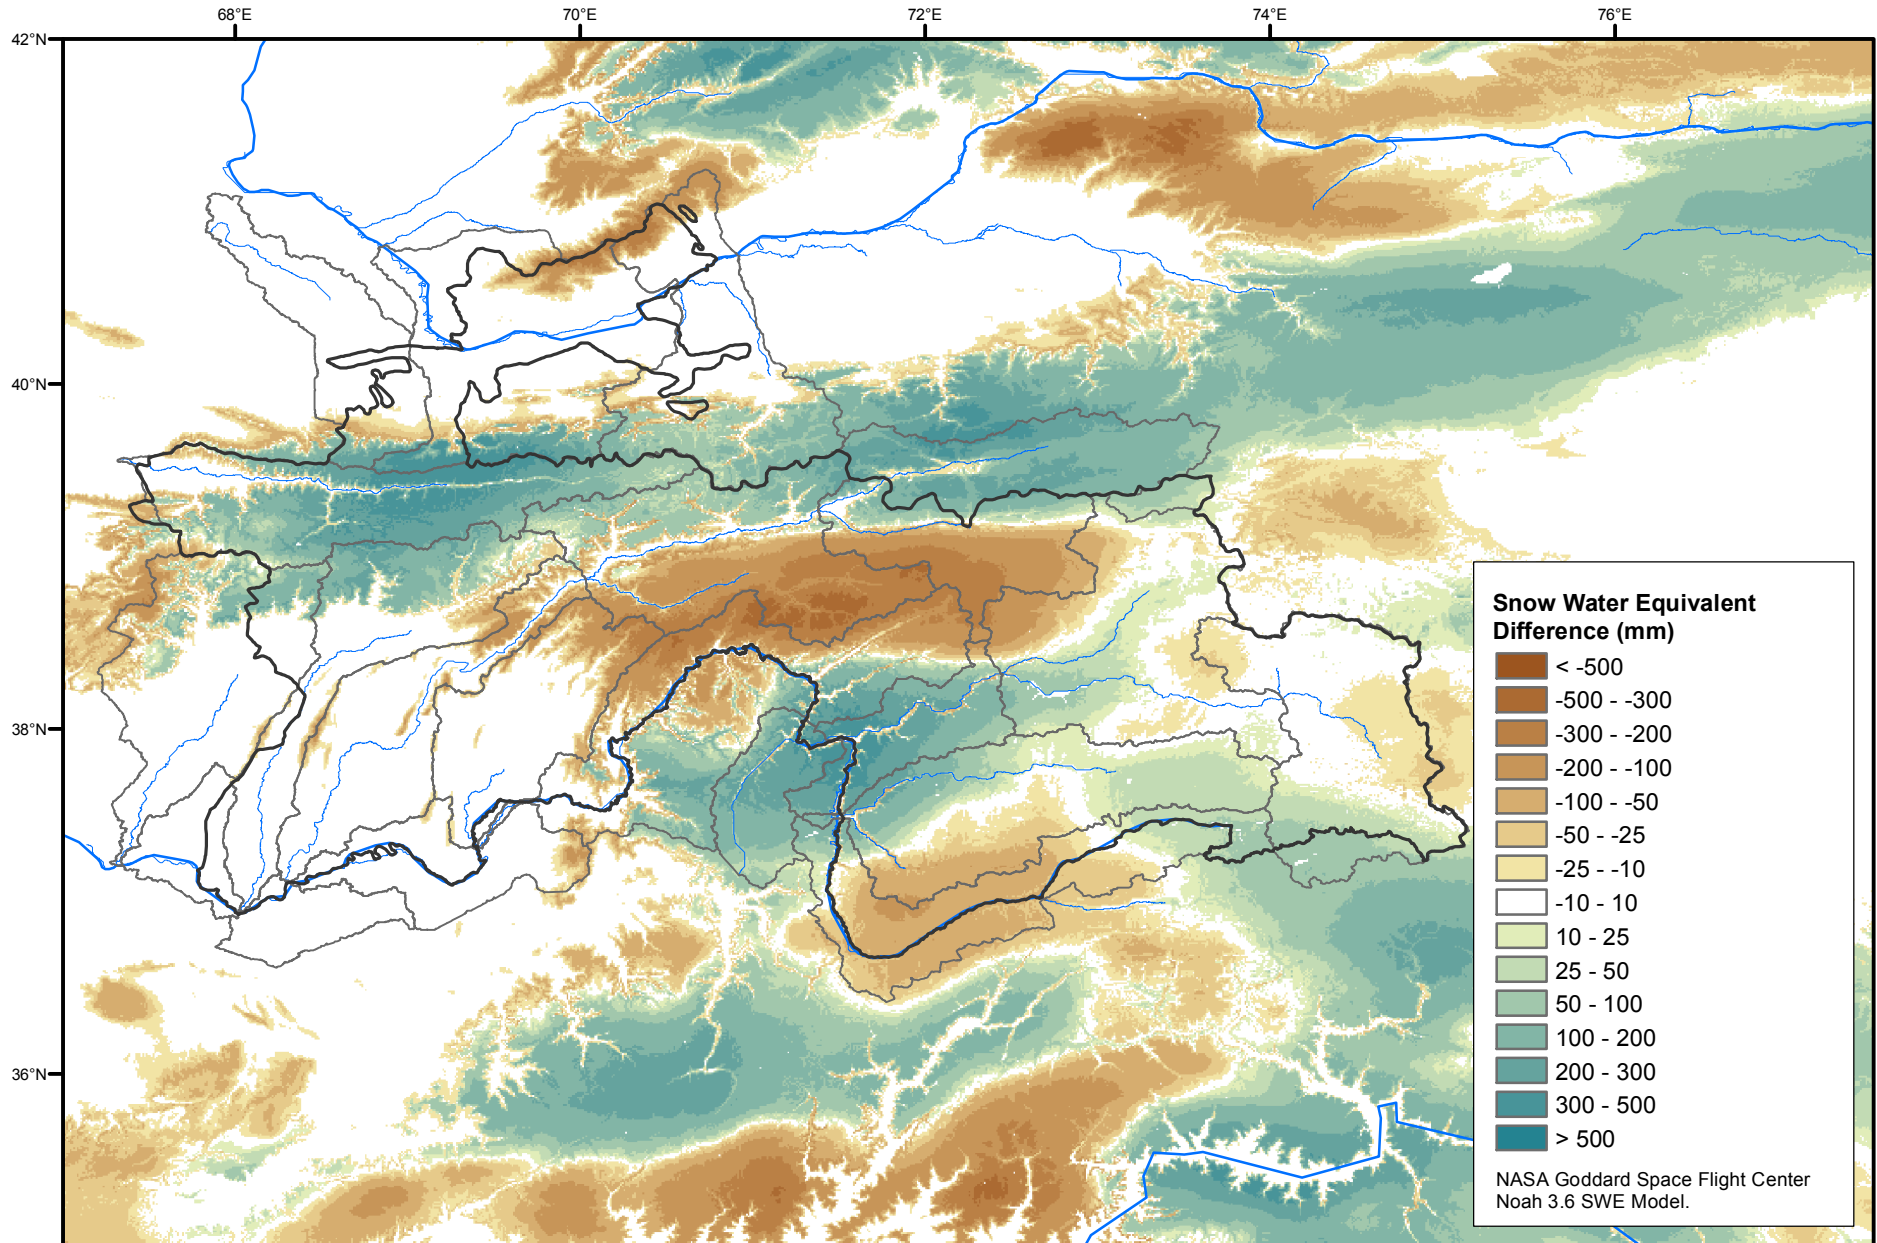 68°E
70°E
72°E
74°E
76°E
42°N
40°N
38°N
36°N
Snow Water Equivalent
Difference (mm)
< -500
-500 - -300
-300 - -200
-200 - -100
-100 - -50
-50 - -25
-25 - -10
-10 - 10
10 - 25
25 - 50
50 - 100
100 - 200
200 - 300
300 - 500
> 500
NASA Goddard Space Flight Center
Noah 3.6 SWE Model.